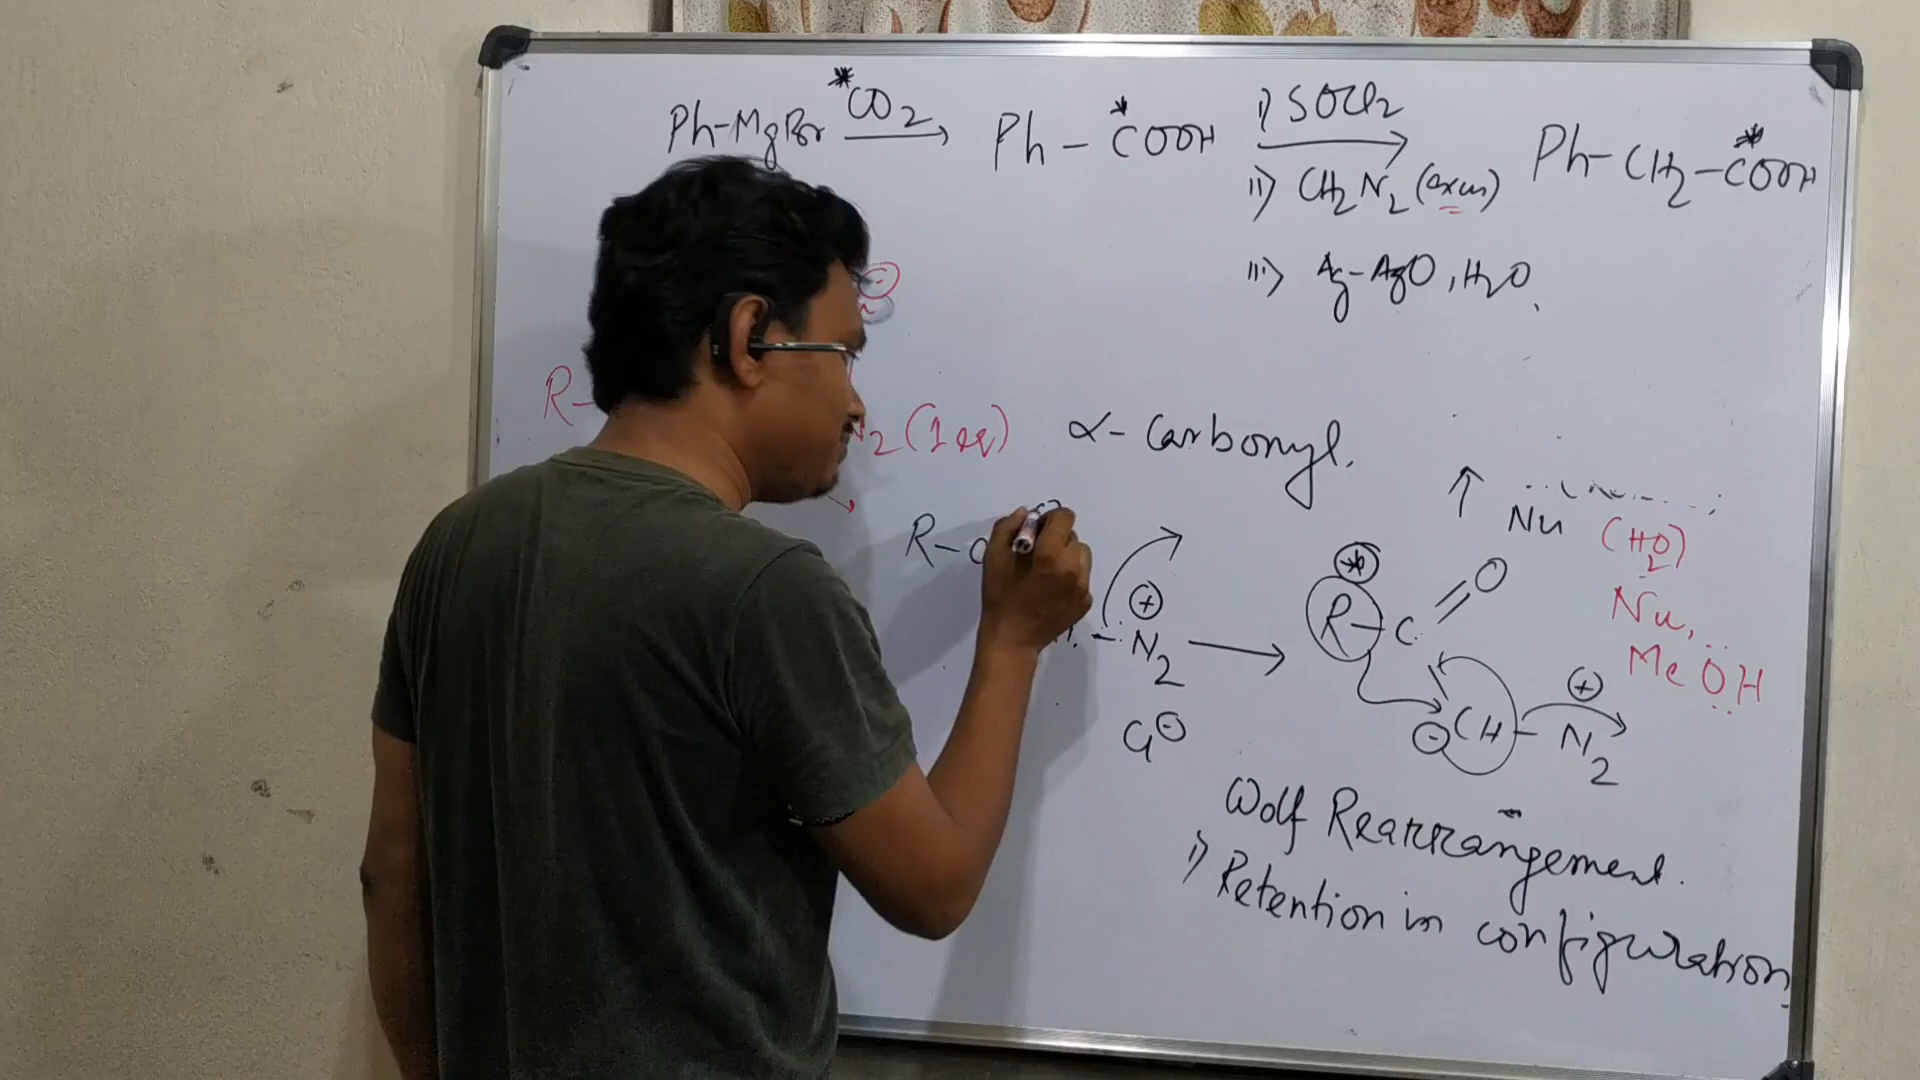 Ph-MgBr *CO2 → Ph-*COOH i) SOCl2 → Ph-CH2-*COOH
ii) CH2N2 (excess)
iii) Ag-AgO, H2O.
R-
N2 (1 eq) α-Carbonyl.
R-C
↑ Nu (H2O)
Nu,
MeOH
⊕
N2 →
Cl⊖
*
R-C=O
⊖CH-N2
⊕
Wolf Rearrangement.
i) Retention in configuration